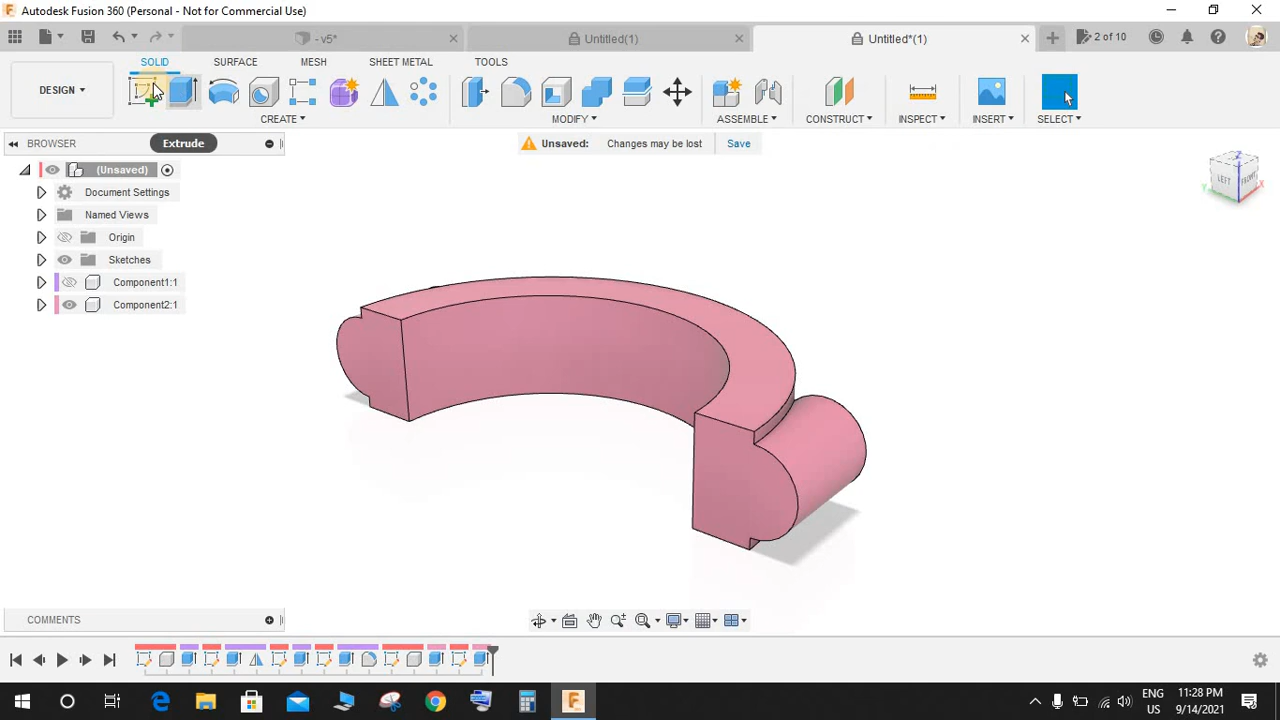 Autodesk Fusion 360 (Personal - Not for Commercial Use)
- v5*
Untitled(1)
Untitled*(1)
2 of 10
DESIGN
SOLID
SURFACE
MESH
SHEET METAL
TOOLS
CREATE
MODIFY
ASSEMBLE
CONSTRUCT
INSPECT
INSERT
SELECT
BROWSER
Extrude
Unsaved: Changes may be lost
Save
(Unsaved)
Document Settings
Named Views
Origin
Sketches
Component1:1
Component2:1
LEFT
FRONT
Z
X
Y
COMMENTS
ENG
US
11:28 PM
9/14/2021